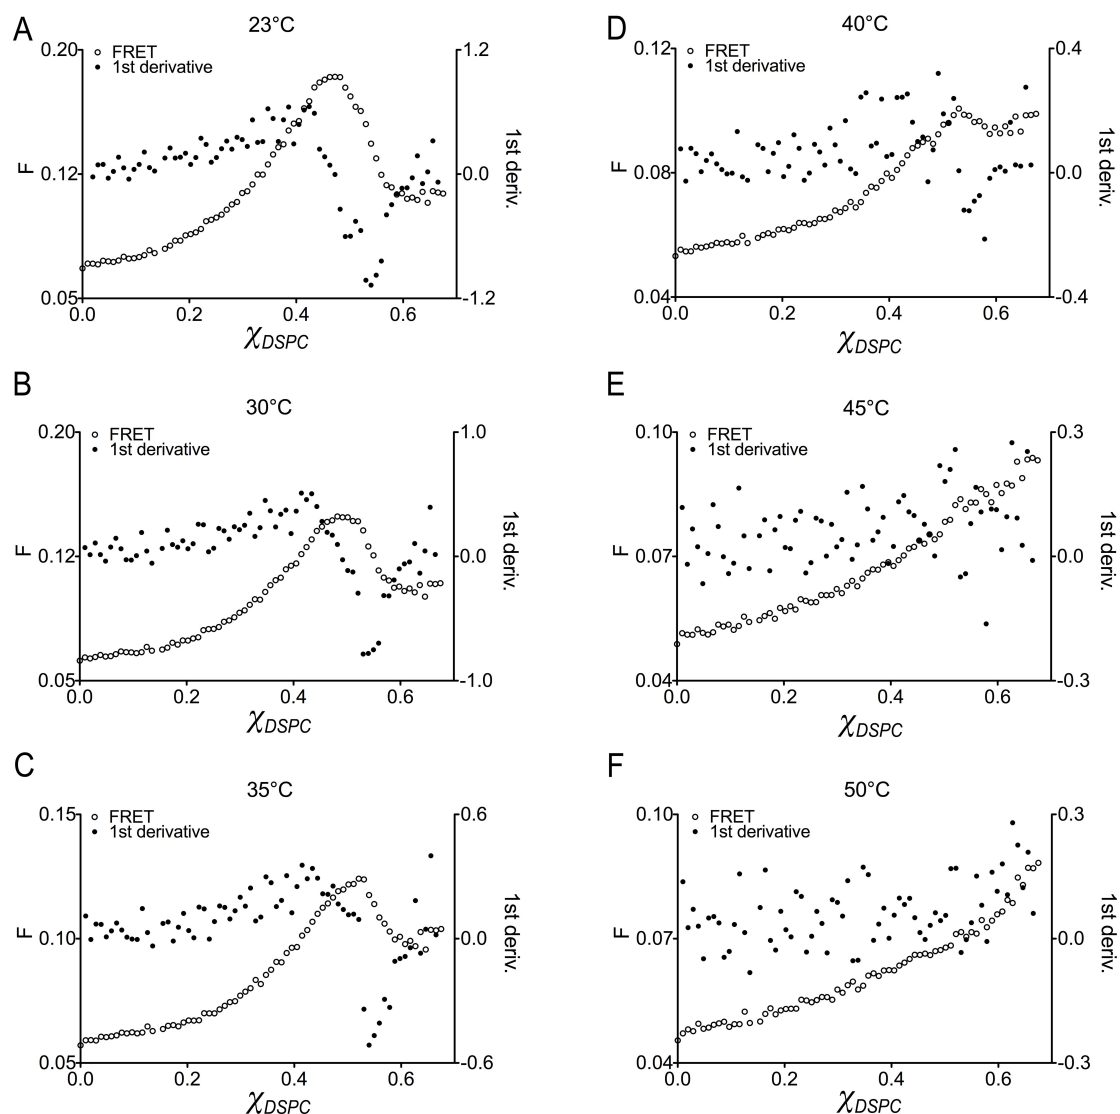 A
23°C
0.20
1.2
FRET
1st derivative
F
0.12
0.0
1st deriv.
0.05
-1.2
0.0
0.2
0.4
0.6
χDSPC
B
30°C
0.20
1.0
FRET
1st derivative
F
0.12
0.0
1st deriv.
0.05
-1.0
0.0
0.2
0.4
0.6
χDSPC
C
35°C
0.15
0.6
FRET
1st derivative
F
0.10
0.0
1st deriv.
0.05
-0.6
0.0
0.2
0.4
0.6
χDSPC
D
40°C
0.12
0.4
FRET
1st derivative
F
0.08
0.0
1st deriv.
0.04
-0.4
0.0
0.2
0.4
0.6
χDSPC
E
45°C
0.10
0.3
FRET
1st derivative
F
0.07
0.0
1st deriv.
0.04
-0.3
0.0
0.2
0.4
0.6
χDSPC
F
50°C
0.10
0.3
FRET
1st derivative
F
0.07
0.0
1st deriv.
0.04
-0.3
0.0
0.2
0.4
0.6
χDSPC